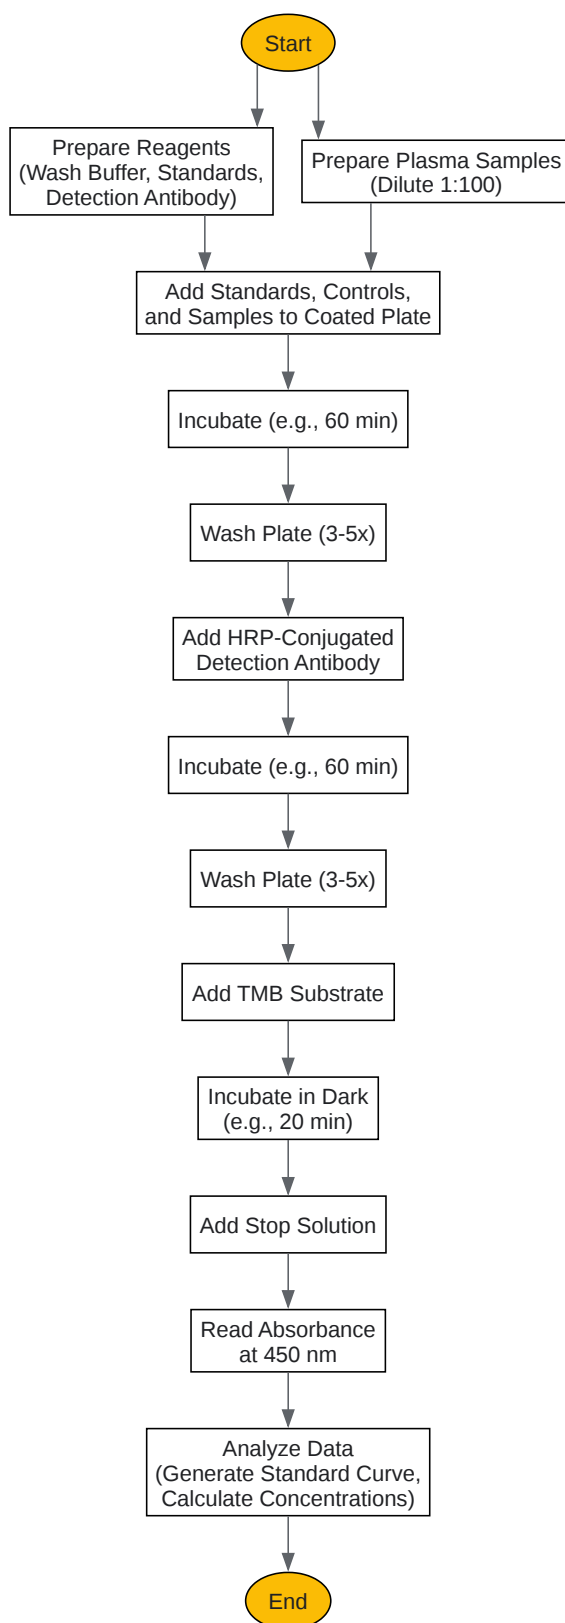 Start
Prepare Reagents
(Wash Buffer, Standards,
Detection Antibody)
Prepare Plasma Samples
(Dilute 1:100)
Add Standards, Controls,
and Samples to Coated Plate
Incubate (e.g., 60 min)
Wash Plate (3-5x)
Add HRP-Conjugated
Detection Antibody
Incubate (e.g., 60 min)
Wash Plate (3-5x)
Add TMB Substrate
Incubate in Dark
(e.g., 20 min)
Add Stop Solution
Read Absorbance
at 450 nm
Analyze Data
(Generate Standard Curve,
Calculate Concentrations)
End